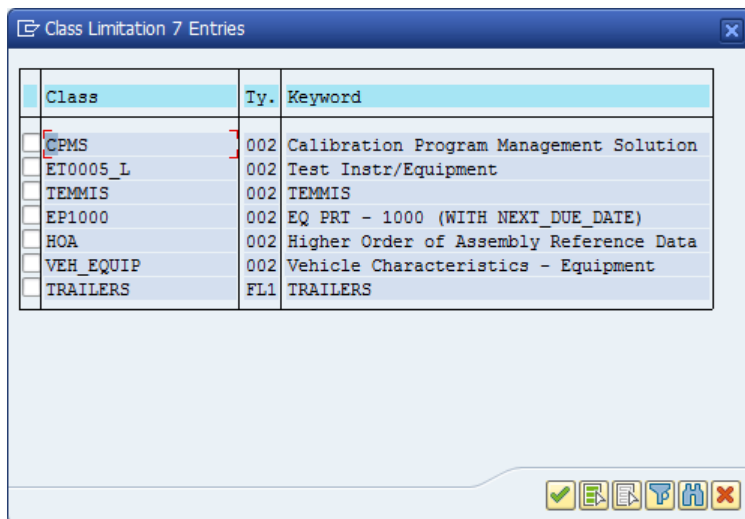 Class Limitation 7 Entries
Class Ty. Keyword
CPMS 002 Calibration Program Management Solution
ET0005_L 002 Test Instr/Equipment
TEMMIS 002 TEMMIS
EP1000 002 EQ PRT - 1000 (WITH NEXT_DUE_DATE)
HOA 002 Higher Order of Assembly Reference Data
VEH_EQUIP 002 Vehicle Characteristics - Equipment
TRAILERS FL1 TRAILERS